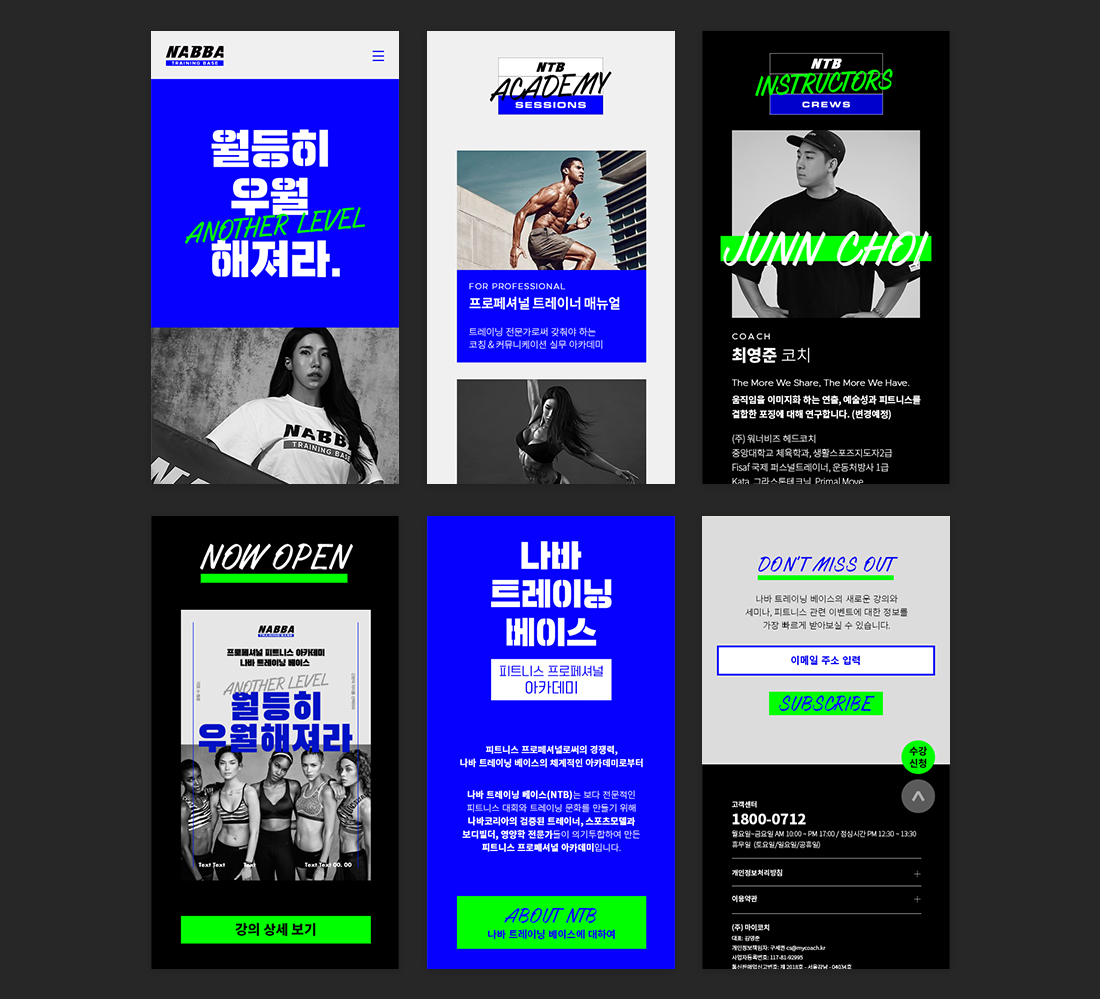 NABBA
TRAINING BASE
월등히
우월
ANOTHER LEVEL
해져라.
NABBA
TRAINING BASE
NTB
ACADEMY
SESSIONS
FOR PROFESSIONAL
프로페셔널 트레이너 매뉴얼
트레이닝 전문가로써 갖춰야 하는
코칭 & 커뮤니케이션 실무 아카데미
NTB
INSTRUCTORS
CREWS
JUNN CHOI
COACH
최영준 코치
The More We Share, The More We Have.
움직임을 이미지화 하는 연출, 예술성과 피트니스를
결합한 포징에 대해 연구합니다. (변경예정)
(주) 워너비즈 헤드코치
중앙대학교 체육학과, 생활스포츠지도자2급
Fisaf 국제 퍼스널트레이너, 운동처방사 1급
Kata, 그라스톤테크닉, Primal Move
NOW OPEN
NABBA
TRAINING BASE
프로페셔널 피트니스 아카데미
나바 트레이닝 베이스
ANOTHER LEVEL
월등히
우월해져라
Text Text
Text
Text Text 00. 00
강의 상세 보기
나바
트레이닝
베이스
피트니스 프로페셔널
아카데미
피트니스 프로페셔널로써의 경쟁력,
나바 트레이닝 베이스의 체계적인 아카데미로부터
나바 트레이닝 베이스(NTB)는 보다 전문적인
피트니스 대회와 트레이닝 문화를 만들기 위해
나바코리아의 검증된 트레이너, 스포츠모델과
보디빌더, 영양학 전문가들이 의기투합하여 만든
피트니스 프로페셔널 아카데미입니다.
ABOUT NTB
나바 트레이닝 베이스에 대하여
DON'T MISS OUT
나바 트레이닝 베이스의 새로운 강의와
세미나, 피트니스 관련 이벤트에 대한 정보를
가장 빠르게 받아보실 수 있습니다.
이메일 주소 입력
SUBSCRIBE
수강
신청
고객센터
1800-0712
월요일~금요일 AM 10:00 ~ PM 17:00 / 점심시간 PM 12:30 ~ 13:30
휴무일 (토요일/일요일/공휴일)
개인정보처리방침
이용약관
(주) 마이코치
대표: 김영준
개인정보책임자: 구세연 cs@mycoach.kr
사업자등록번호: 117-81-92995
통신판매업신고번호: 제 2018호 - 서울강남 - 04034호